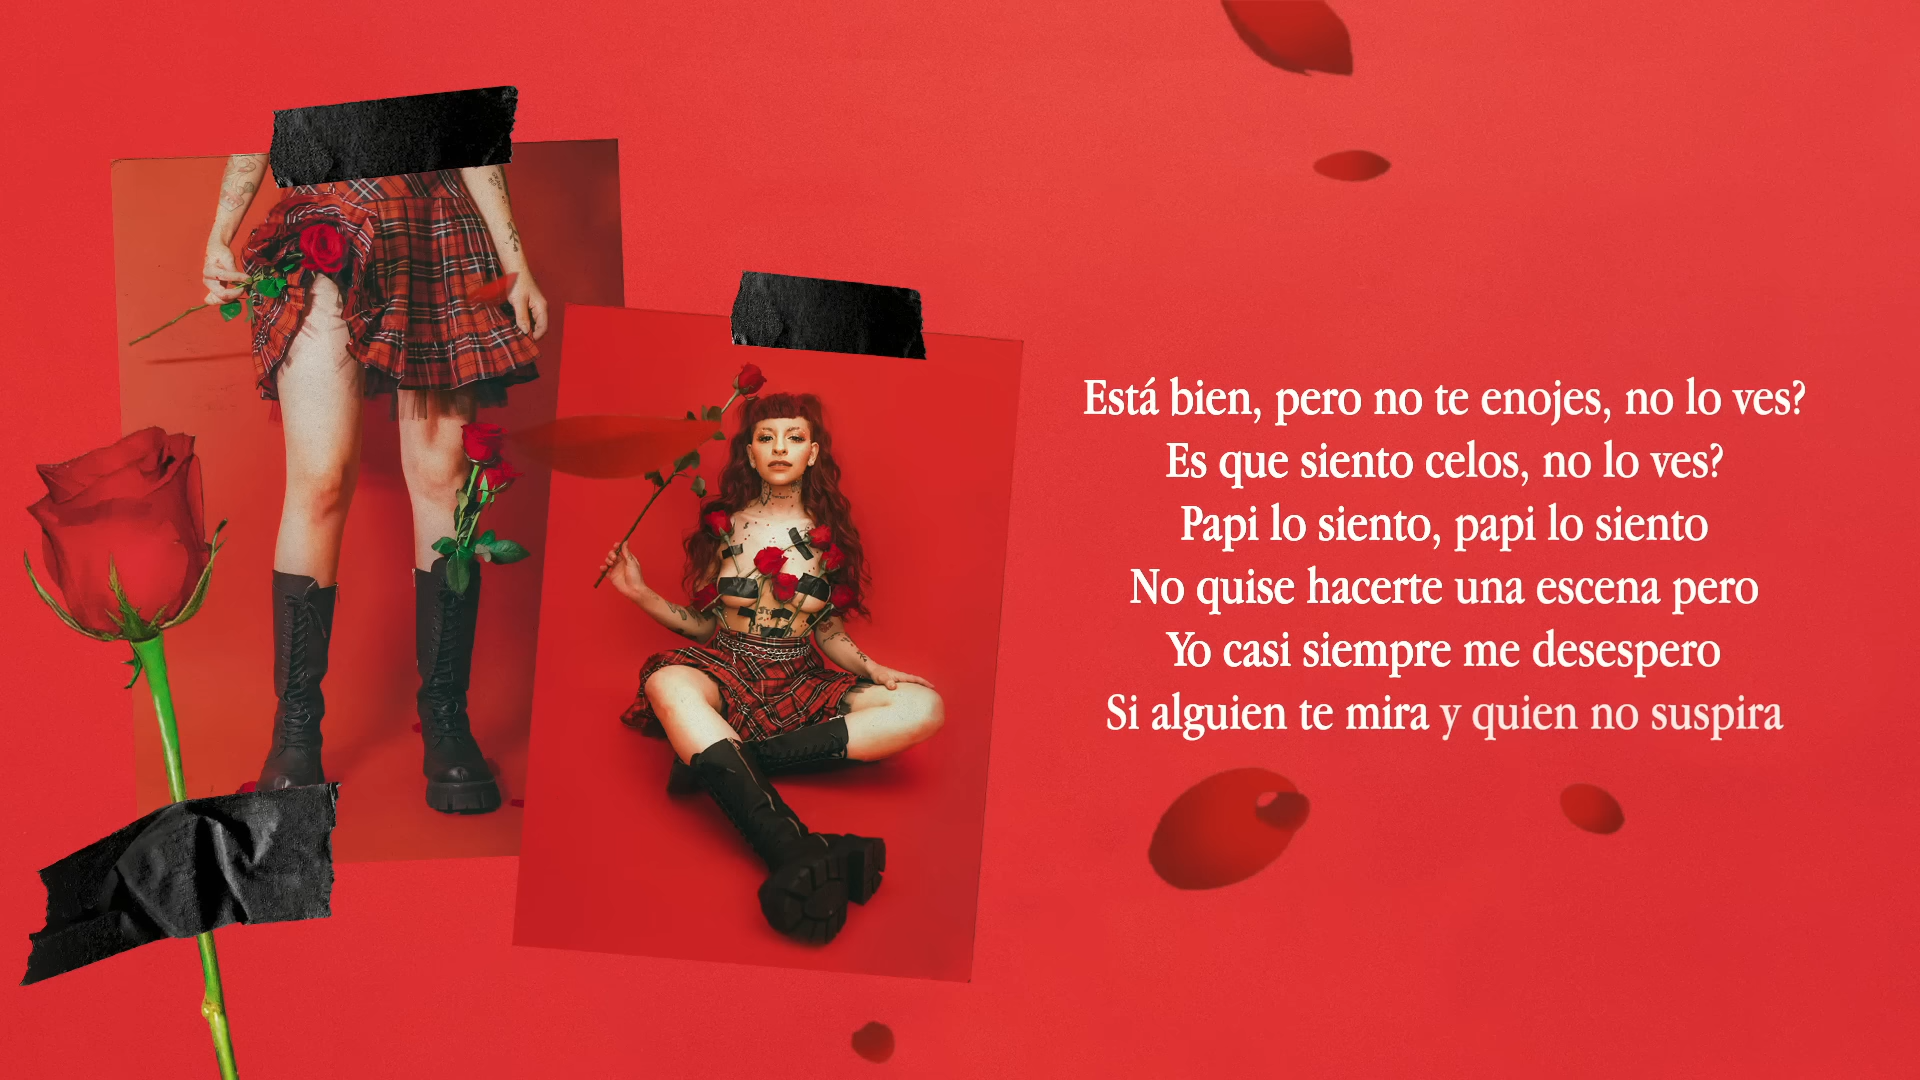 Está bien, pero no te enojes, no lo ves?
Es que siento celos, no lo ves?
Papi lo siento, papi lo siento
No quise hacerte una escena pero
Yo casi siempre me desespero
Si alguien te mira y quien no suspira